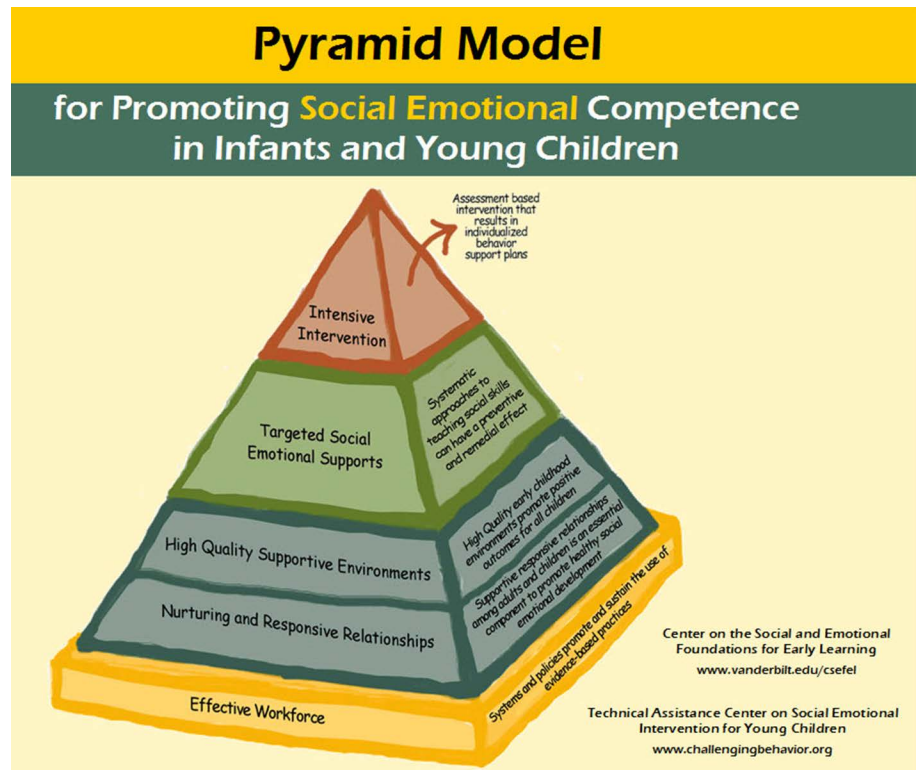 Pyramid Model
for Promoting Social Emotional Competence
in Infants and Young Children
Assessment based
intervention that
results in
individualized
behavior
support plans
Intensive
Intervention
Systematic
approaches to
teaching social skills
can have a preventive
and remedial effect
Targeted Social
Emotional Supports
High Quality early childhood
environments promote positive
outcomes for all children
High Quality Supportive Environments
Supportive responsive relationships
among adults and children is an essential
component to promote healthy social
emotional development
Nurturing and Responsive Relationships
Systems and policies promote and sustain the use of
evidence-based practices
Effective Workforce
Center on the Social and Emotional
Foundations for Early Learning
www.vanderbilt.edu/csefel
Technical Assistance Center on Social Emotional
Intervention for Young Children
www.challengingbehavior.org